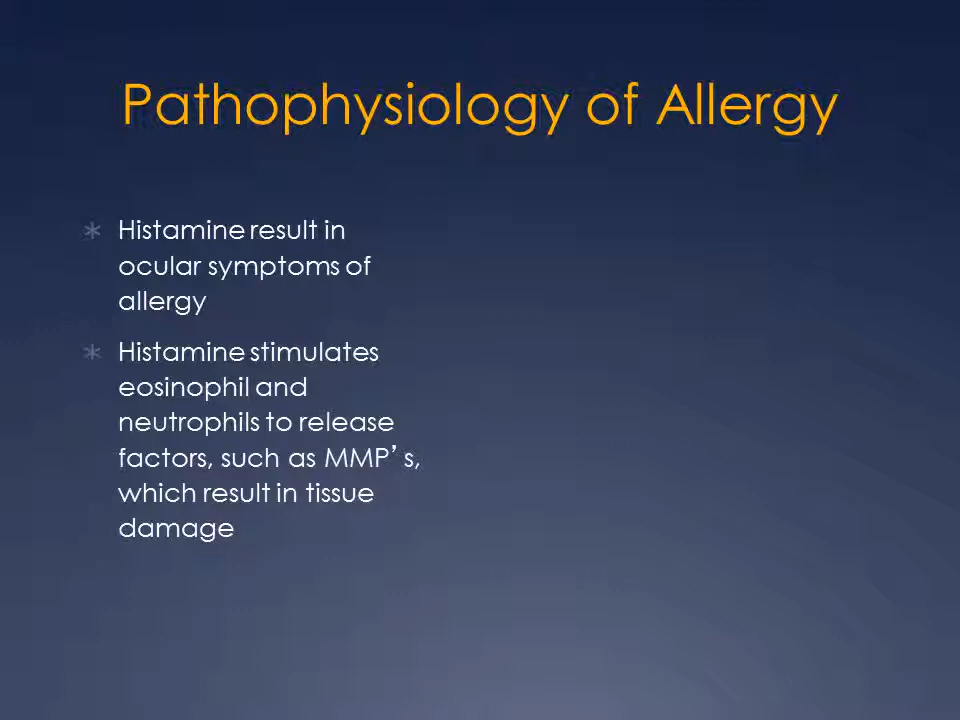 Pathophysiology of Allergy
Histamine result in
ocular symptoms of
allergy
Histamine stimulates
eosinophil and
neutrophils to release
factors, such as MMP’ s,
which result in tissue
damage